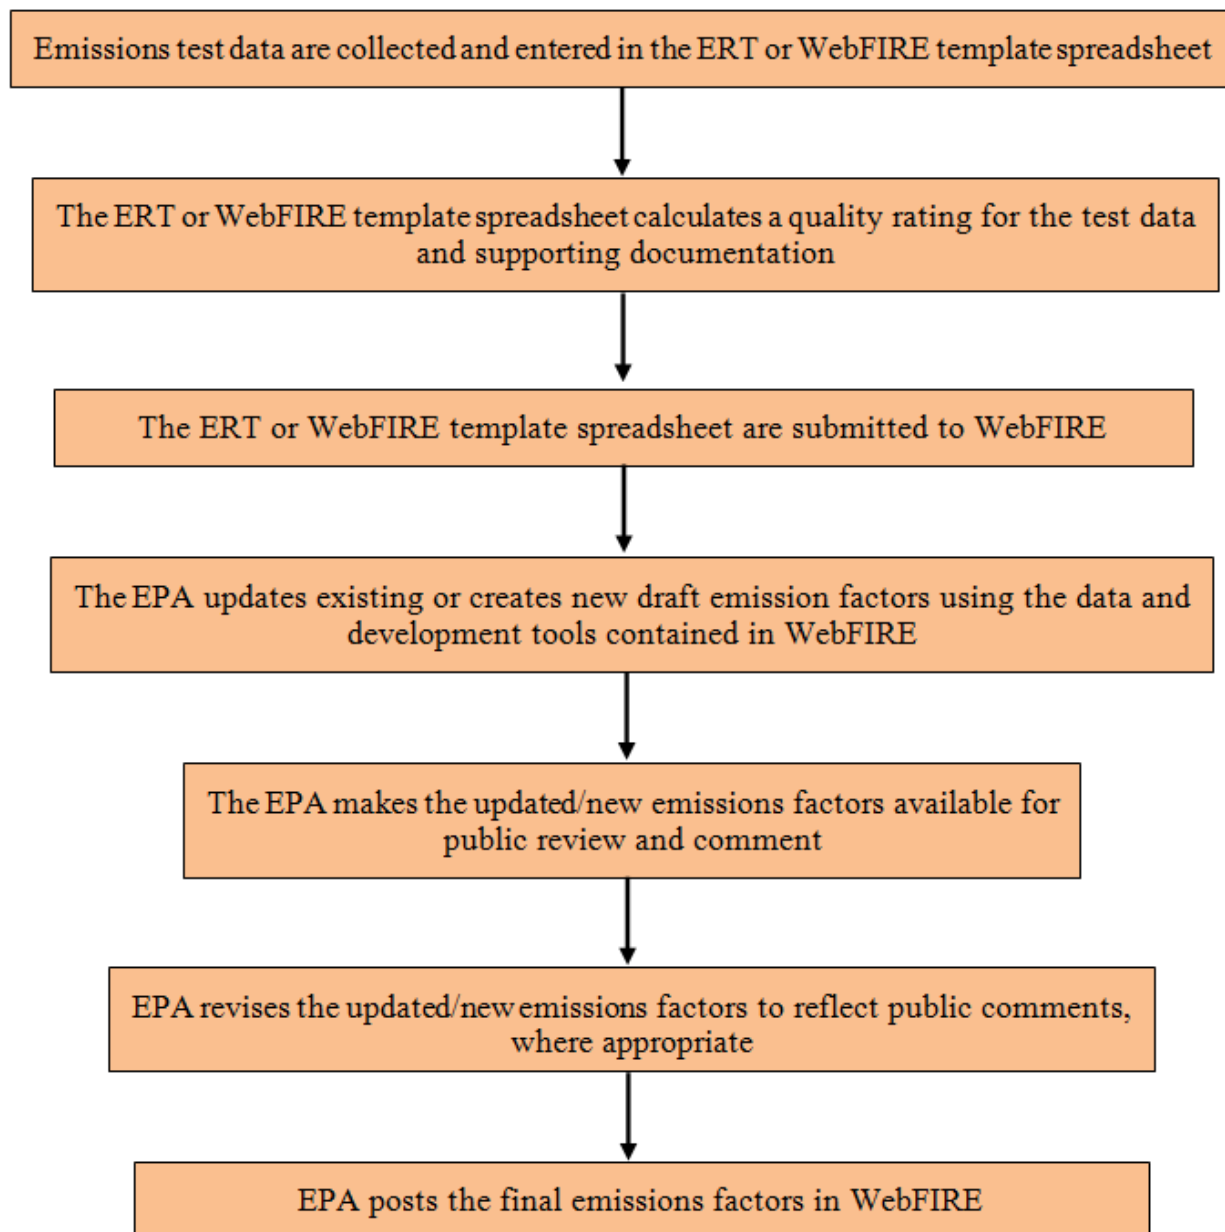 Emissions test data are collected and entered in the ERT or WebFIRE template spreadsheet
The ERT or WebFIRE template spreadsheet calculates a quality rating for the test data
and supporting documentation
The ERT or WebFIRE template spreadsheet are submitted to WebFIRE
The EPA updates existing or creates new draft emission factors using the data and
development tools contained in WebFIRE
The EPA makes the updated/new emissions factors available for
public review and comment
EPA revises the updated/new emissions factors to reflect public comments,
where appropriate
EPA posts the final emissions factors in WebFIRE